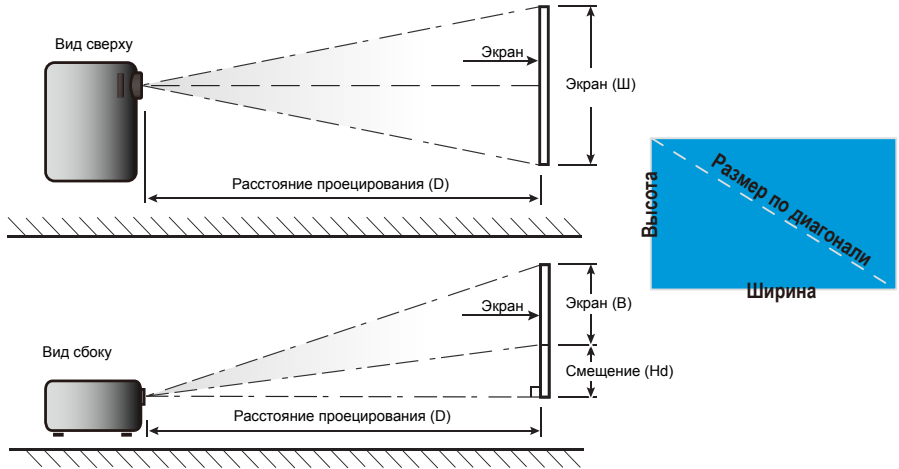 Вид сверху
Экран
Экран (Ш)
Расстояние проецирования (D)
Высота
Размер по диагонали
Ширина
Экран
Экран (В)
Вид сбоку
Смещение (Hd)
Расстояние проецирования (D)